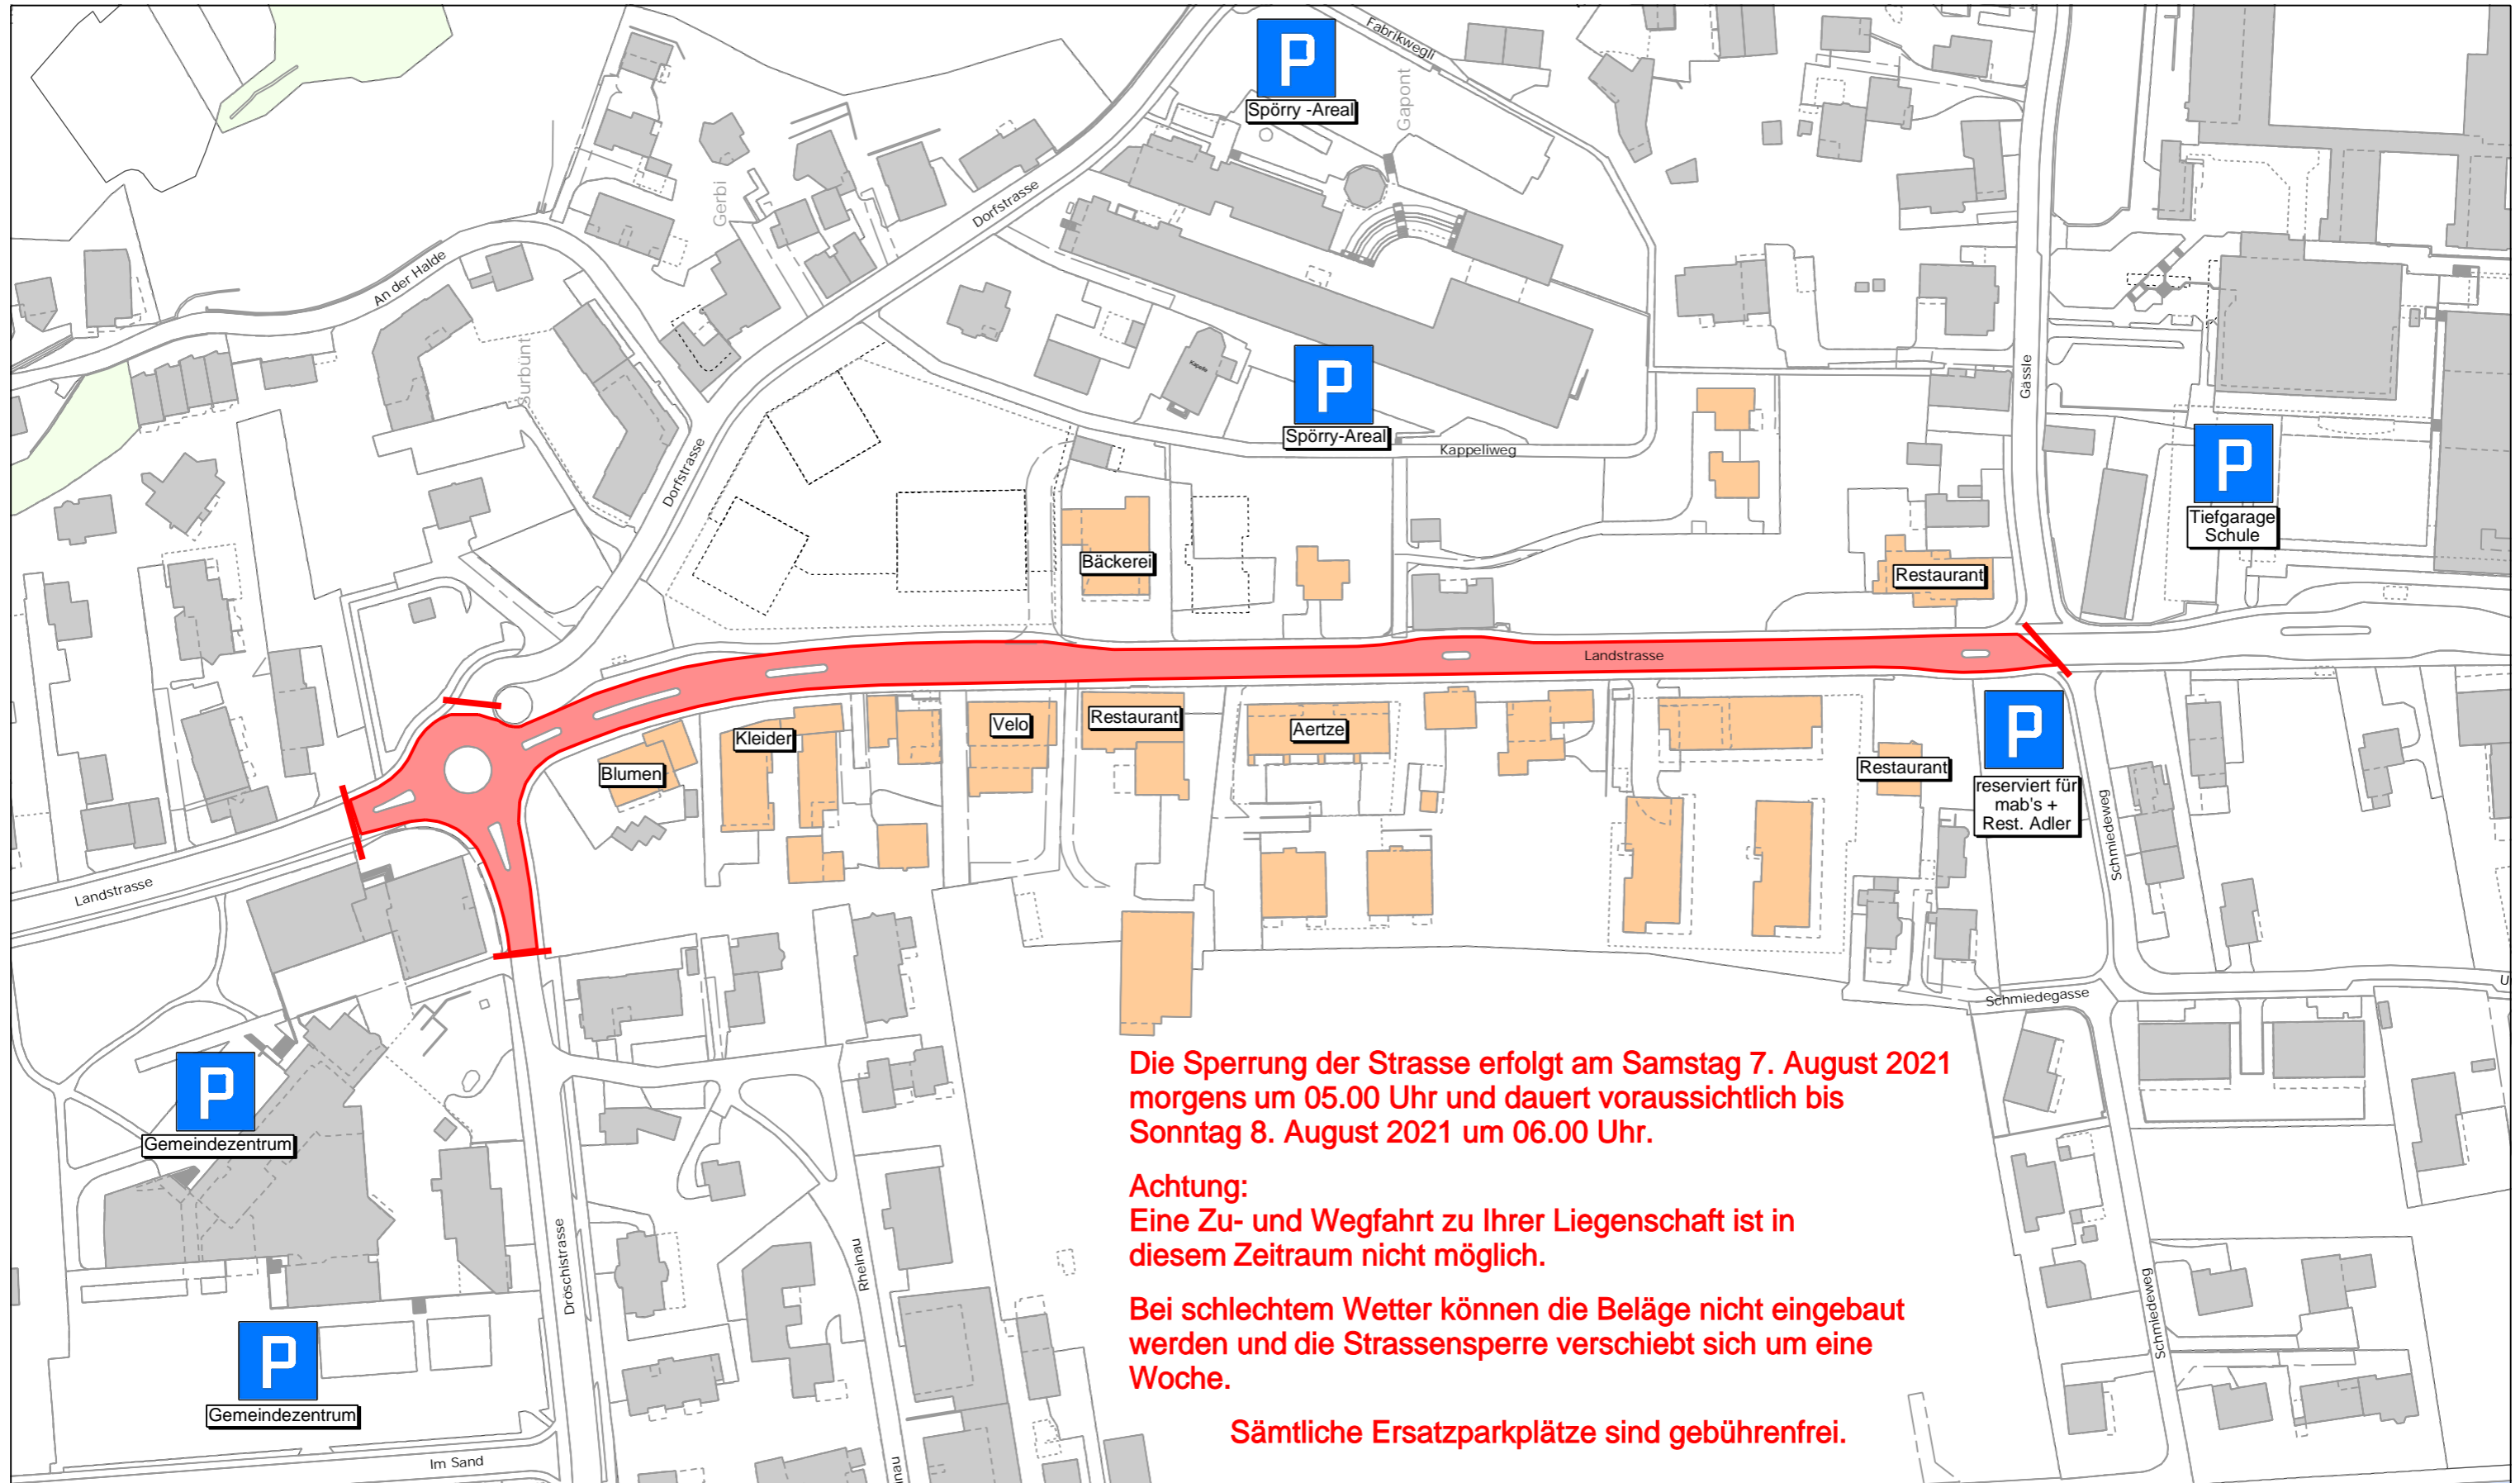 Fabrikwegli
P
Spörry -Areal
Gapont
Gerbi
Dorfstrasse
An der Halde
Surbünt
Kapelle
P
Spörry-Areal
Kappeliweg
Gässle
P
Tiefgarage
Schule
Dorfstrasse
Bäckerei
Restaurant
Landstrasse
Blumen
Kleider
Velo
Restaurant
Aertze
Restaurant
P
reserviert für
mab's +
Rest. Adler
Schmiedeweg
Landstrasse
Schmiedegasse
U
P
Gemeindezentrum
Die Sperrung der Strasse erfolgt am Samstag 7. August 2021
morgens um 05.00 Uhr und dauert voraussichtlich bis
Sonntag 8. August 2021 um 06.00 Uhr.
Achtung:
Eine Zu- und Wegfahrt zu Ihrer Liegenschaft ist in
diesem Zeitraum nicht möglich.
Bei schlechtem Wetter können die Beläge nicht eingebaut
werden und die Strassensperre verschiebt sich um eine
Woche.
Sämtliche Ersatzparkplätze sind gebührenfrei.
Dröschistrasse
Rheinau
Schmiedeweg
P
Gemeindezentrum
Im Sand
nau